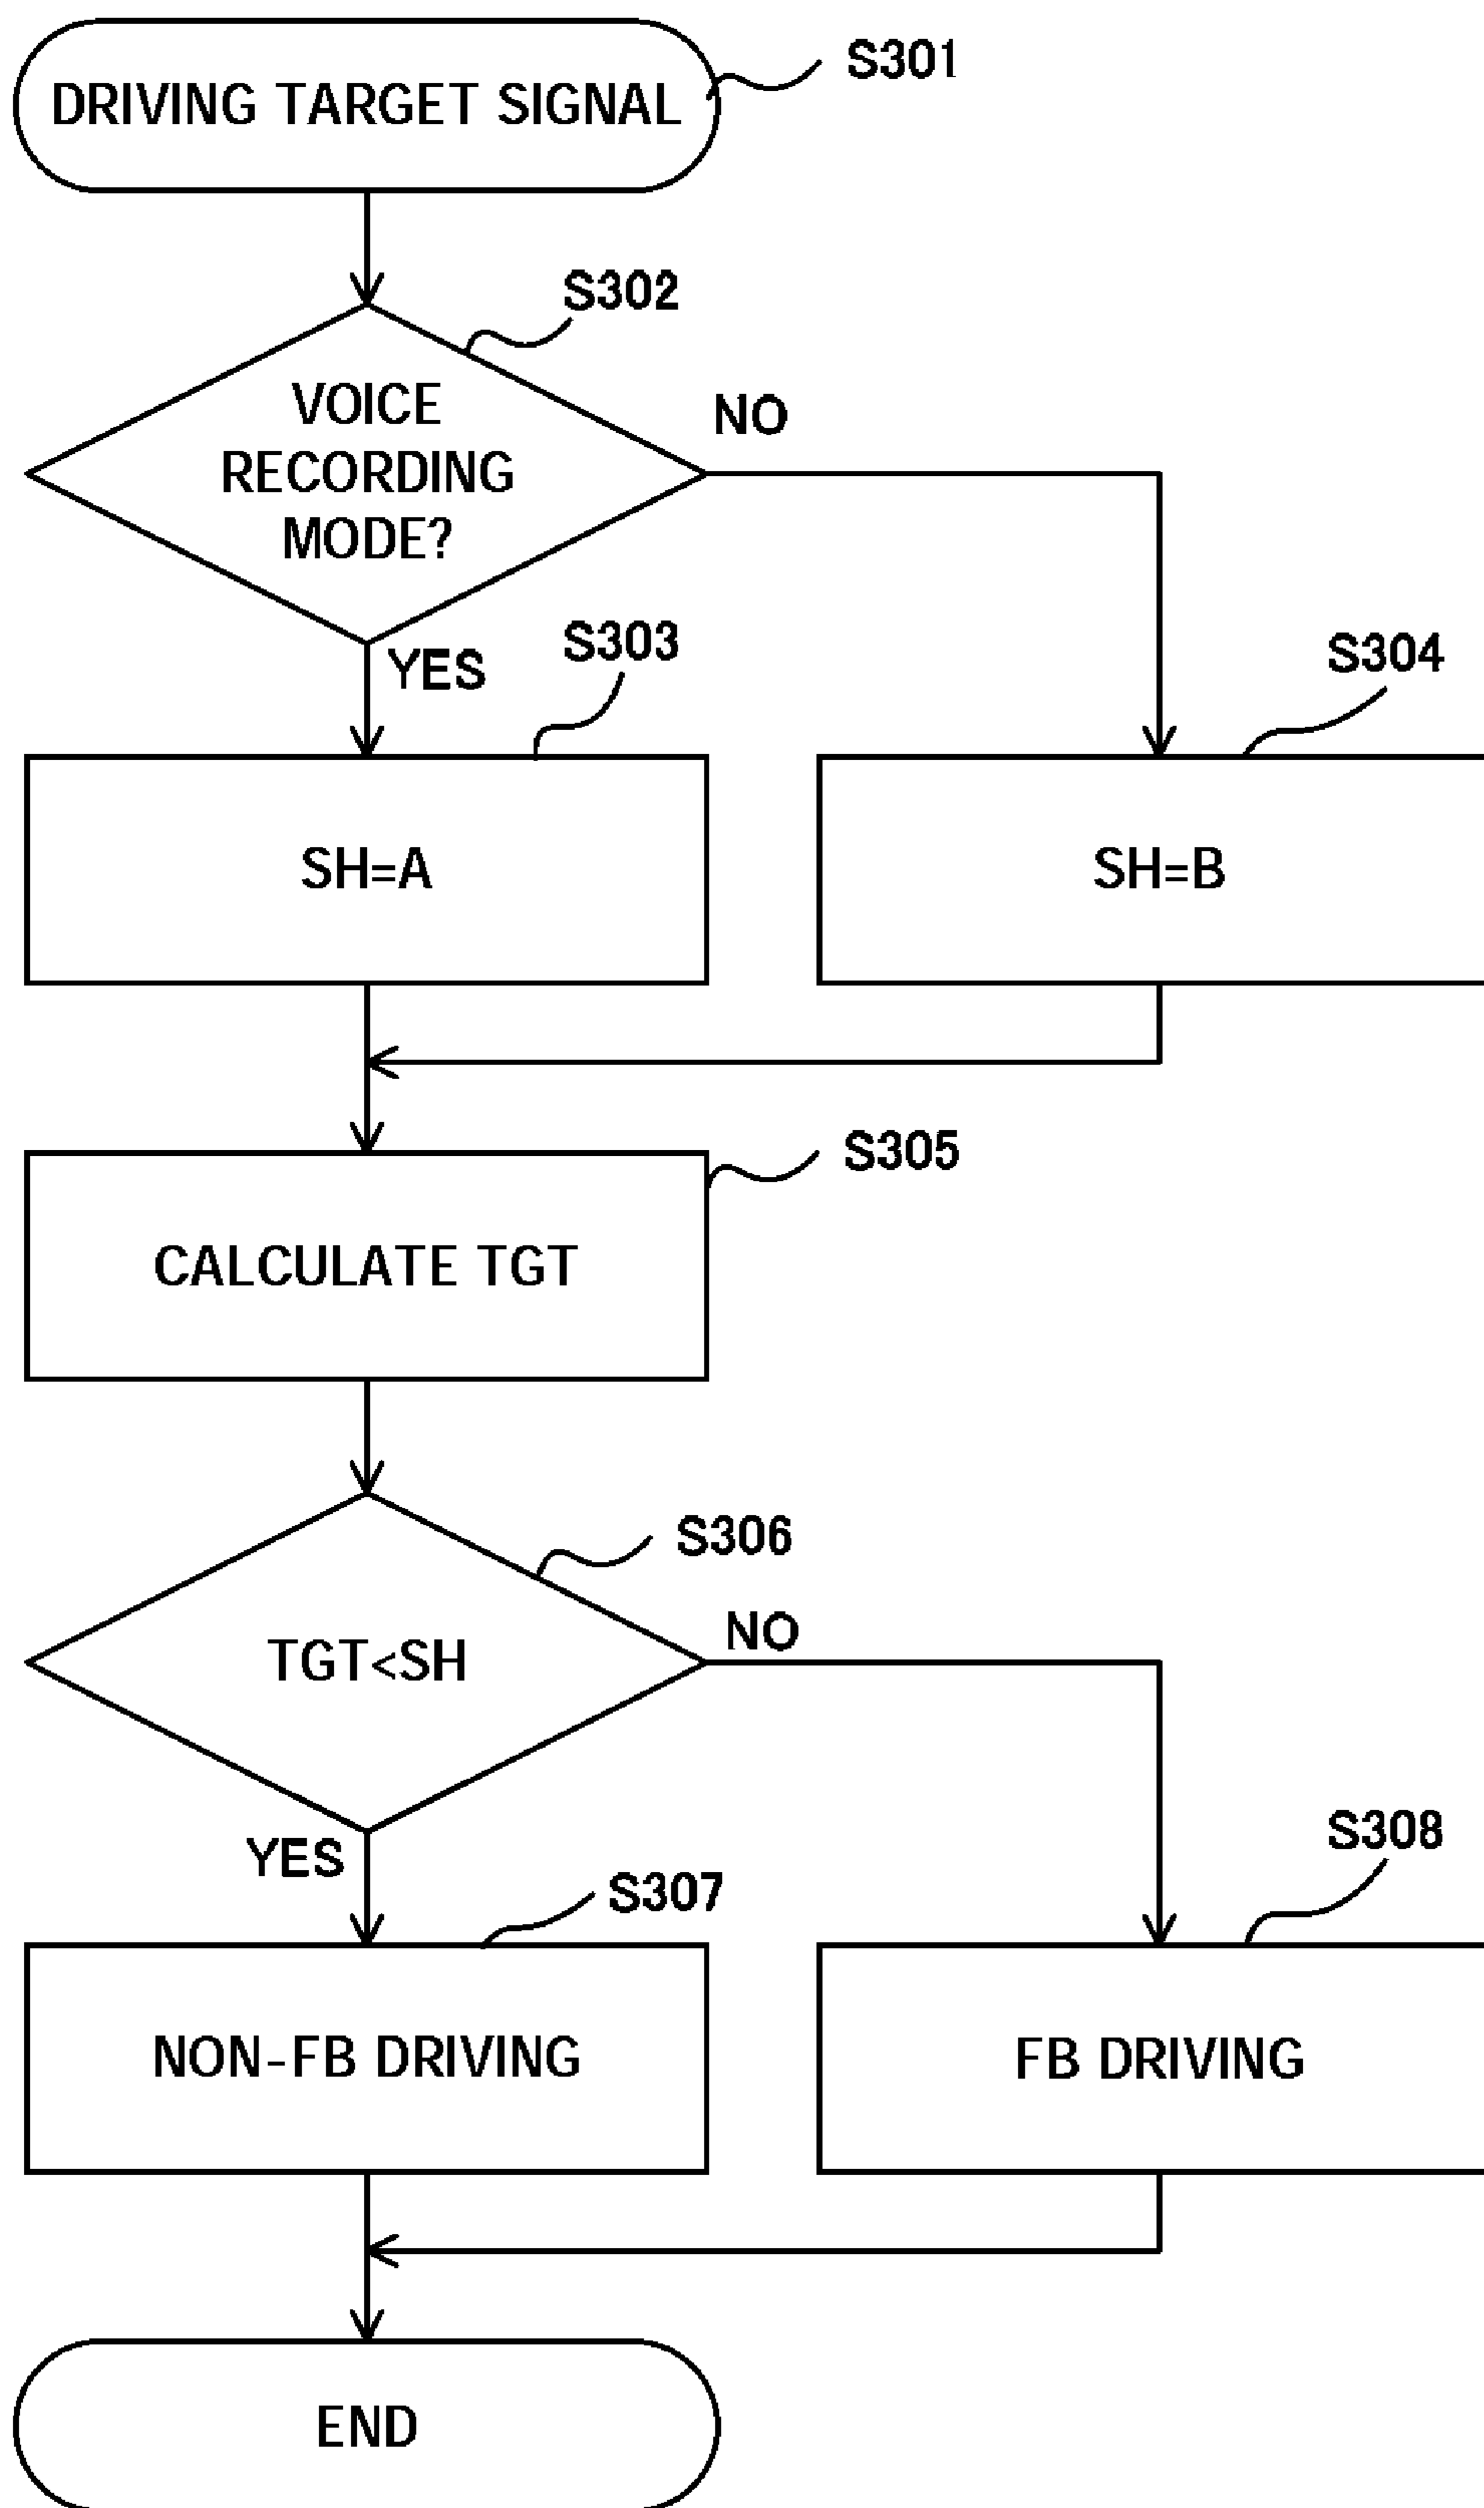 DRIVING TARGET SIGNAL
S301
S302
VOICE
RECORDING
MODE?
NO
YES
S303
S304
SH=A
SH=B
S305
CALCULATE TGT
S306
TGT<SH
NO
YES
S307
S308
NON-FB DRIVING
FB DRIVING
END